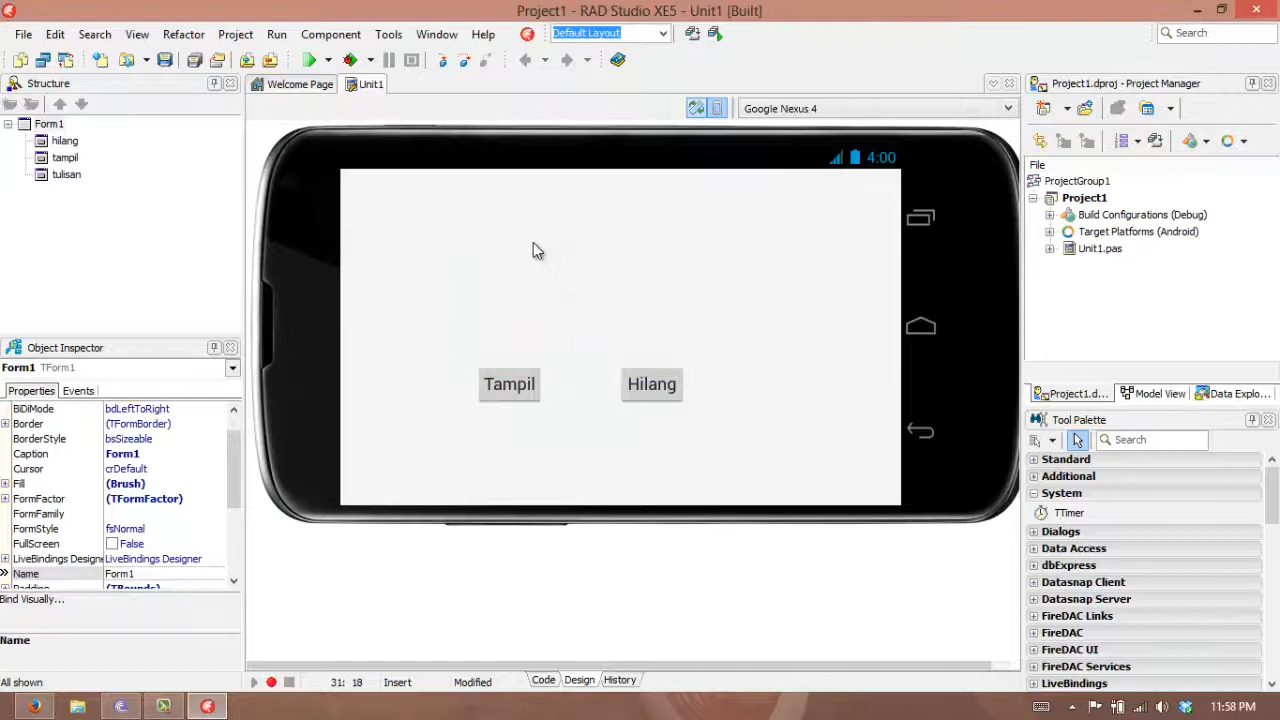 Project1 - RAD Studio XE5 - Unit1 [Built]
File Edit Search View Refactor Project Run Component Tools Window Help
Default Layout
Search
Structure
Welcome Page
Unit1
Project1.dproj - Project Manager
Google Nexus 4
Form1
hilang
tampil
tulisan
4:00
Tampil
Hilang
File
ProjectGroup1
Project1
Build Configurations (Debug)
Target Platforms (Android)
Unit1.pas
Object Inspector
Form1 TForm1
Properties Events
BiDiMode bdLeftToRight
Border (TFormBorder)
BorderStyle bsSizeable
Caption Form1
Cursor crDefault
Fill (Brush)
FormFactor (TFormFactor)
FormFamily
FormStyle fsNormal
FullScreen False
LiveBindings Designe LiveBindings Designer
Name Form1
Padding (TBounds)
Bind Visually...
Name
All shown
31: 18
Insert
Modified
Code Design History
Project1.d... Model View Data Explo...
Tool Palette
Search
Standard
Additional
System
TTimer
Dialogs
Data Access
dbExpress
Datasnap Client
Datasnap Server
FireDAC Links
FireDAC
FireDAC UI
FireDAC Services
LiveBindings
11:58 PM